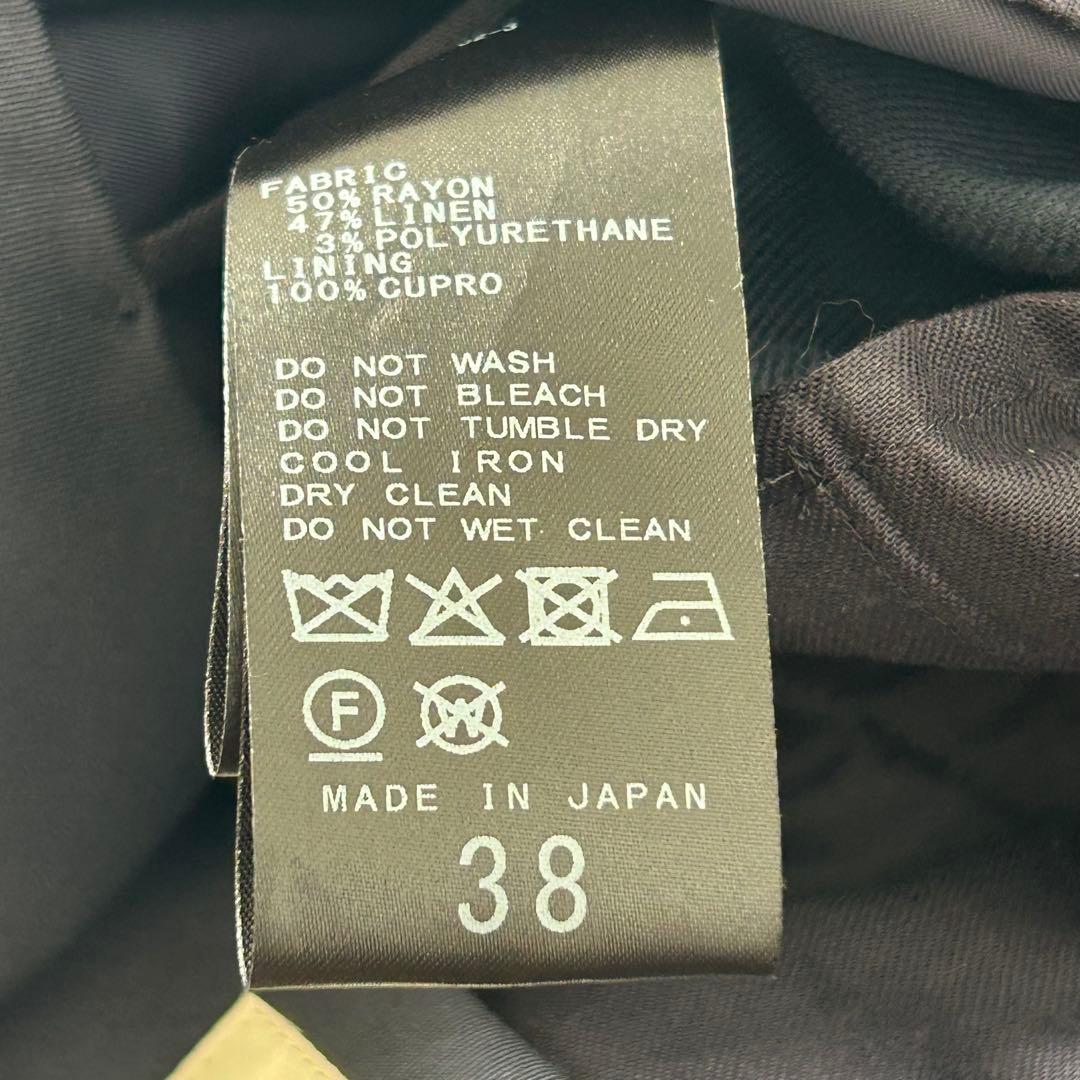 FABRIC
50% RAYON
47% LINEN
3% POLYURETHANE
LINING
100% CUPRO
DO NOT WASH
DO NOT BLEACH
DO NOT TUMBLE DRY
COOL IRON
DRY CLEAN
DO NOT WET CLEAN
F W
MADE IN JAPAN
38